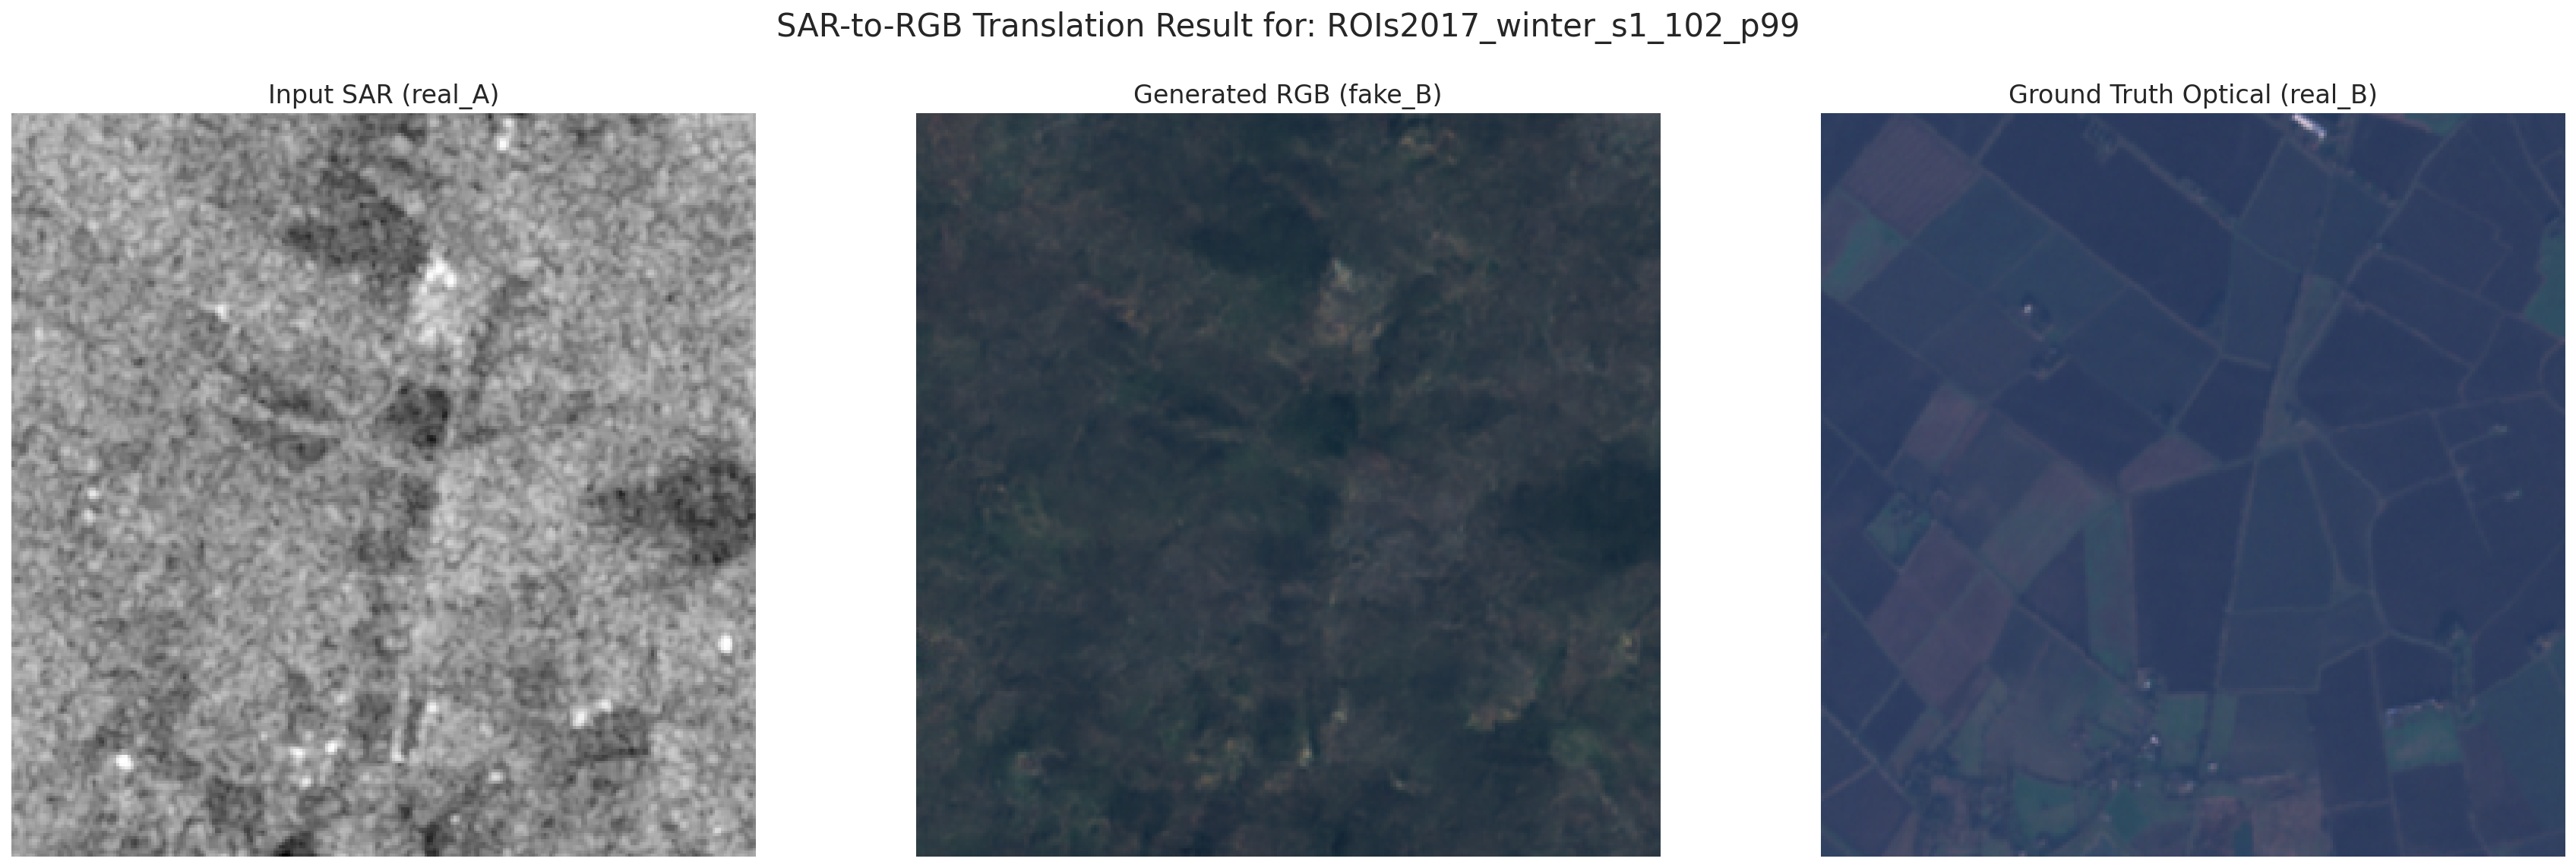 SAR-to-RGB Translation Result for: ROIs2017_winter_s1_102_p99
Input SAR (real_A)
Generated RGB (fake_B)
Ground Truth Optical (real_B)